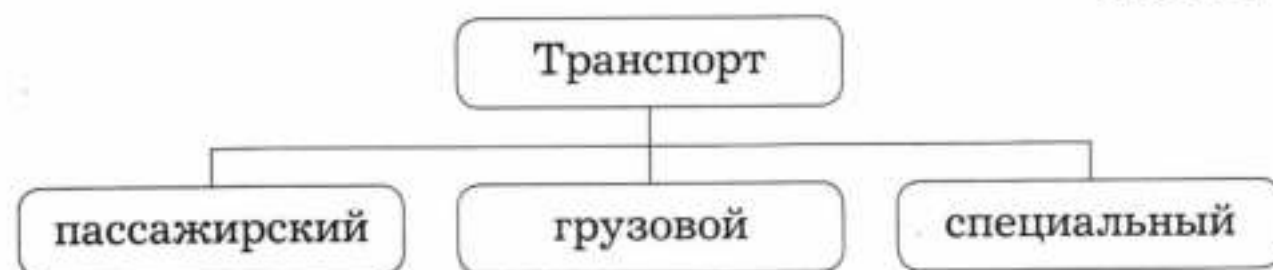 Транспорт
пассажирский
грузовой
специальный